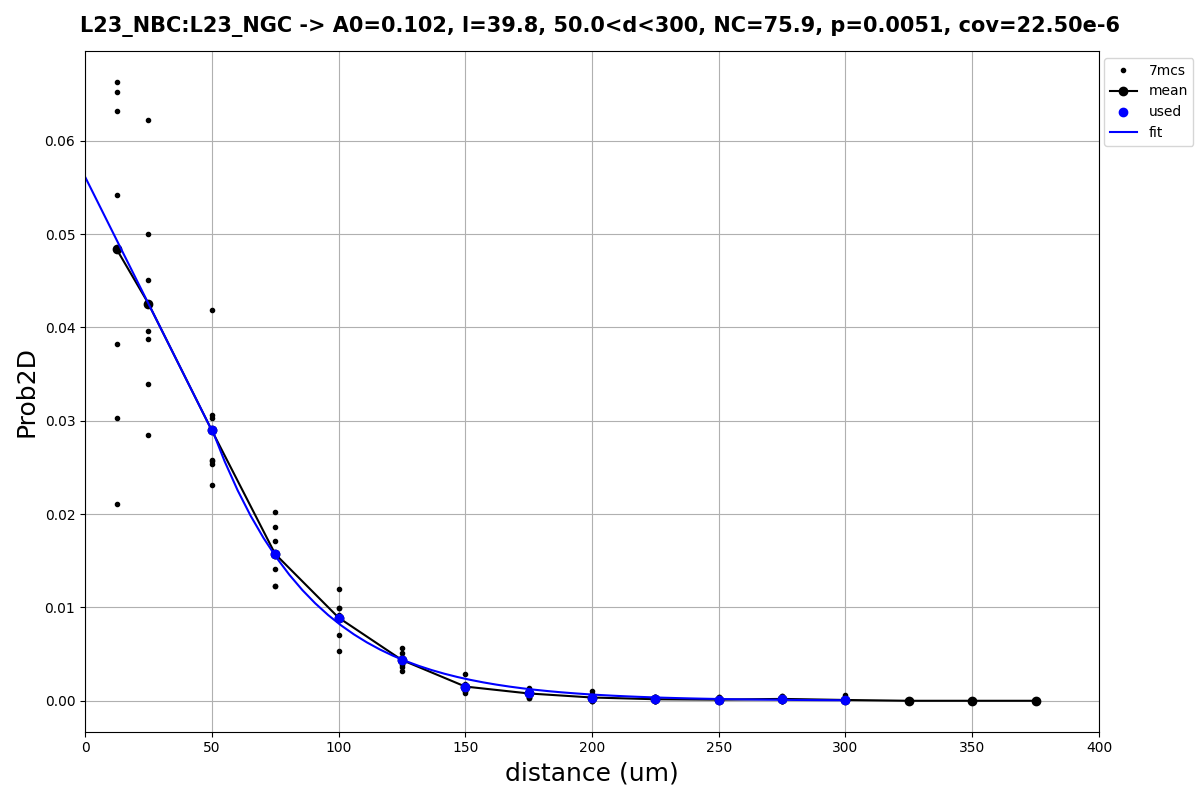 L23_NBC:L23_NGC -> A0=0.102, l=39.8, 50.0<d<300, NC=75.9, p=0.0051, cov=22.50e-6
7mcs
mean
used
fit
0.06
0.05
0.04
0.03
0.02
0.01
0.00
Prob2D
0 50 100 150 200 250 300 350 400
distance (um)